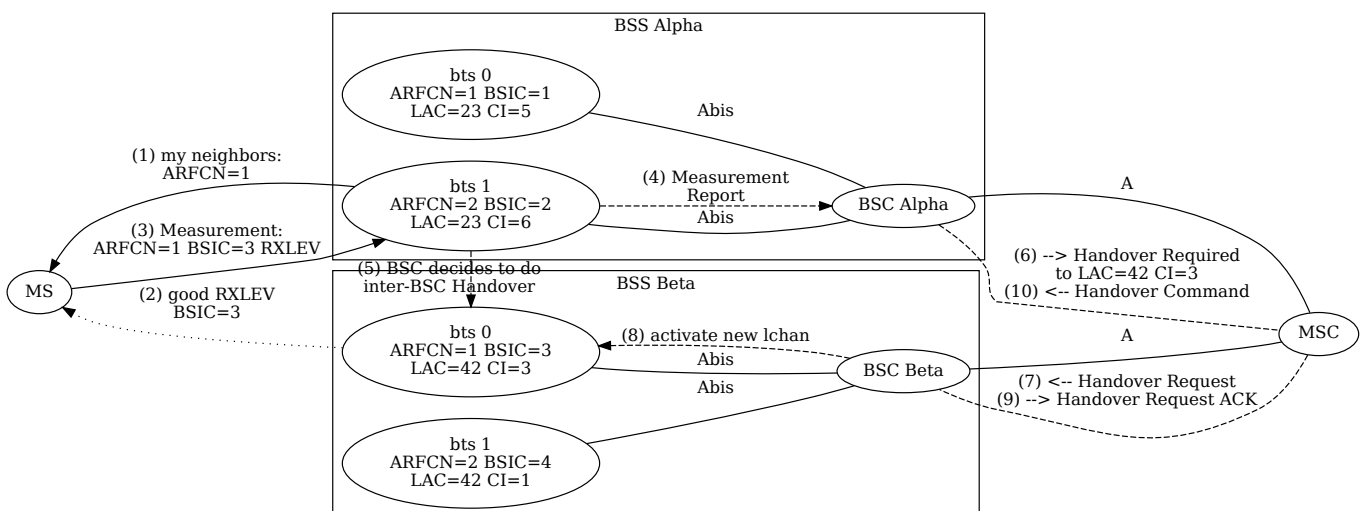 BSS Alpha
bts 0
ARFCN=1 BSIC=1
LAC=23 CI=5
Abis
(1) my neighbors:
ARFCN=1
bts 1
ARFCN=2 BSIC=2
LAC=23 CI=6
(4) Measurement
Report
Abis
BSC Alpha
A
(3) Measurement:
ARFCN=1 BSIC=3 RXLEV
(6) --> Handover Required
to LAC=42 CI=3
(10) <-- Handover Command
(5) BSC decides to do
inter-BSC Handover
BSS Beta
MS
(2) good RXLEV
BSIC=3
MSC
bts 0
ARFCN=1 BSIC=3
LAC=42 CI=3
(8) activate new lchan
Abis
Abis
BSC Beta
A
(7) <-- Handover Request
(9) --> Handover Request ACK
bts 1
ARFCN=2 BSIC=4
LAC=42 CI=1